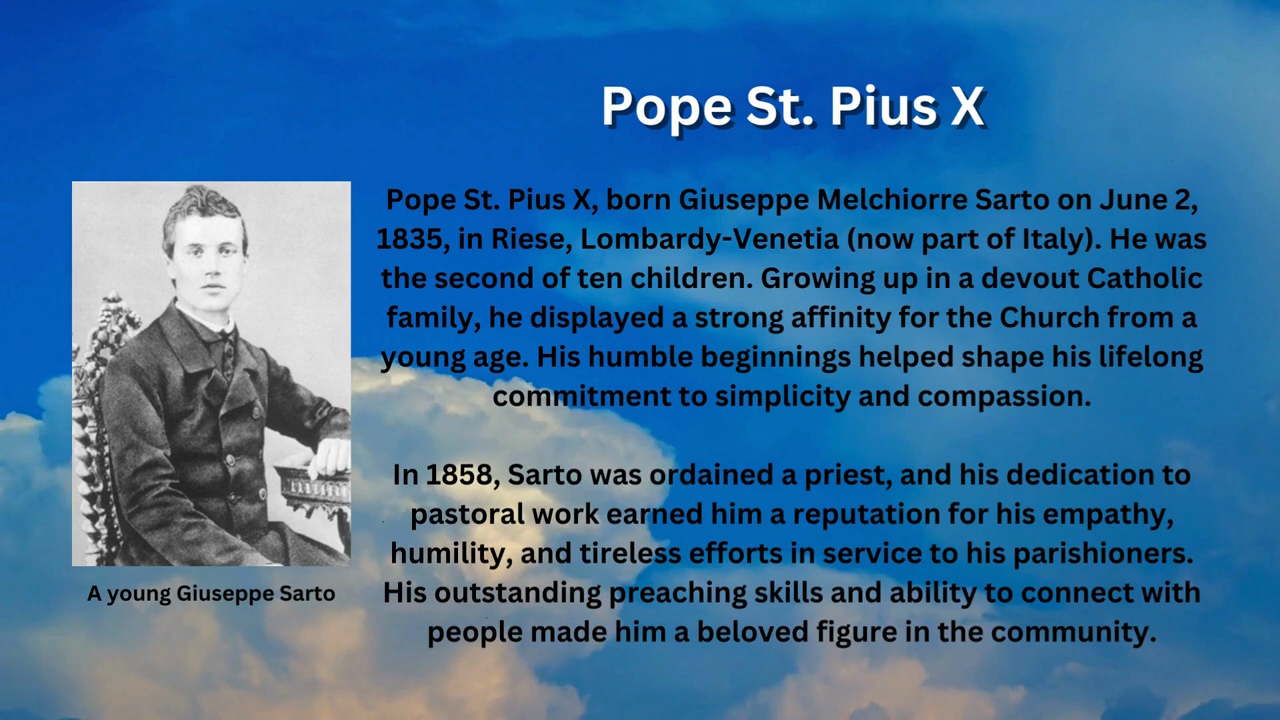 Pope St. Pius X
Pope St. Pius X, born Giuseppe Melchiorre Sarto on June 2,
1835, in Riese, Lombardy-Venetia (now part of Italy). He was
the second of ten children. Growing up in a devout Catholic
family, he displayed a strong affinity for the Church from a
young age. His humble beginnings helped shape his lifelong
commitment to simplicity and compassion.
In 1858, Sarto was ordained a priest, and his dedication to
pastoral work earned him a reputation for his empathy,
humility, and tireless efforts in service to his parishioners.
His outstanding preaching skills and ability to connect with
people made him a beloved figure in the community.
A young Giuseppe Sarto